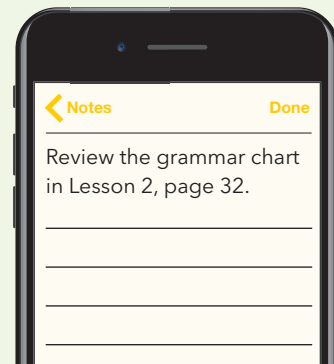 Notes Done
Review the grammar chart
in Lesson 2, page 32.